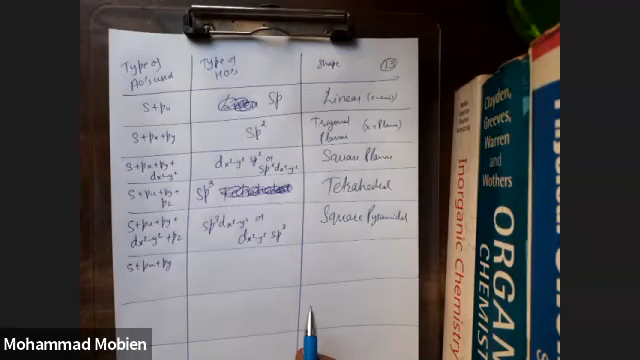 Type of AO's used
Type of HO's
Shape
13
s+px
sp
Linear (x-axis)
s+px+py
sp²
Trigonal Planar (x-y Plane)
s+px+py+
dx²-y²
dx²-y² sp² or
sp²dx²-y²
Square Planar
s+px+py+
pz
sp³
Tetrahedral
s+px+py+
dx²-y²+pz
sp³dx²-y² or
dx²-y² sp³
Square Pyramidal
s+px+py
Clayden,
Greeves,
Warren
and
Wothers
ORGANIC
CHEMISTRY
Inorganic Chemistry
Mohammad Mobien